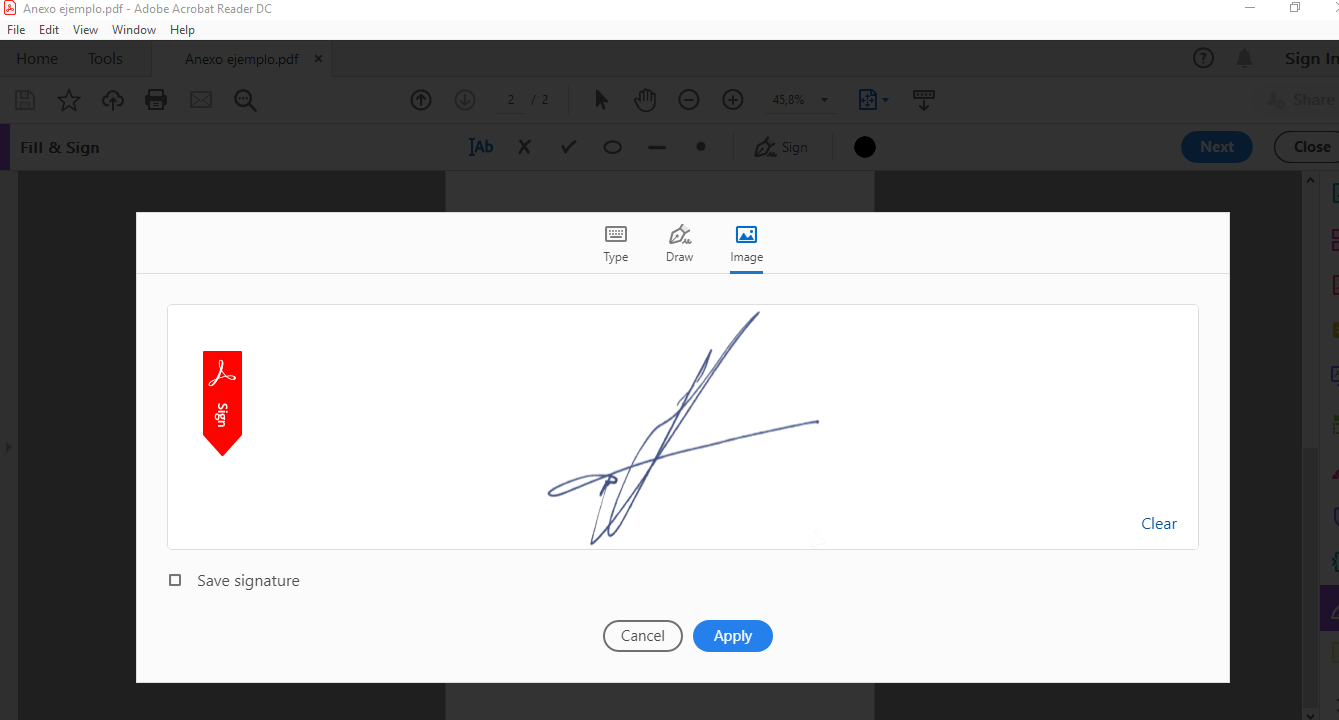 Anexo ejemplo.pdf - Adobe Acrobat Reader DC
File Edit View Window Help
Home Tools Anexo ejemplo.pdf × Sign In
2 / 2 45,8% Share
Fill & Sign Ab Sign Next Close
Type Draw Image
Sign
Clear
Save signature
Cancel Apply